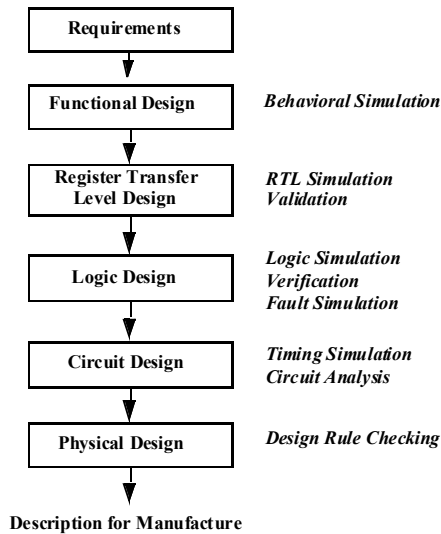 Requirements
Functional Design
Behavioral Simulation
Register Transfer
Level Design
RTL Simulation
Validation
Logic Design
Logic Simulation
Verification
Fault Simulation
Circuit Design
Timing Simulation
Circuit Analysis
Physical Design
Design Rule Checking
Description for Manufacture